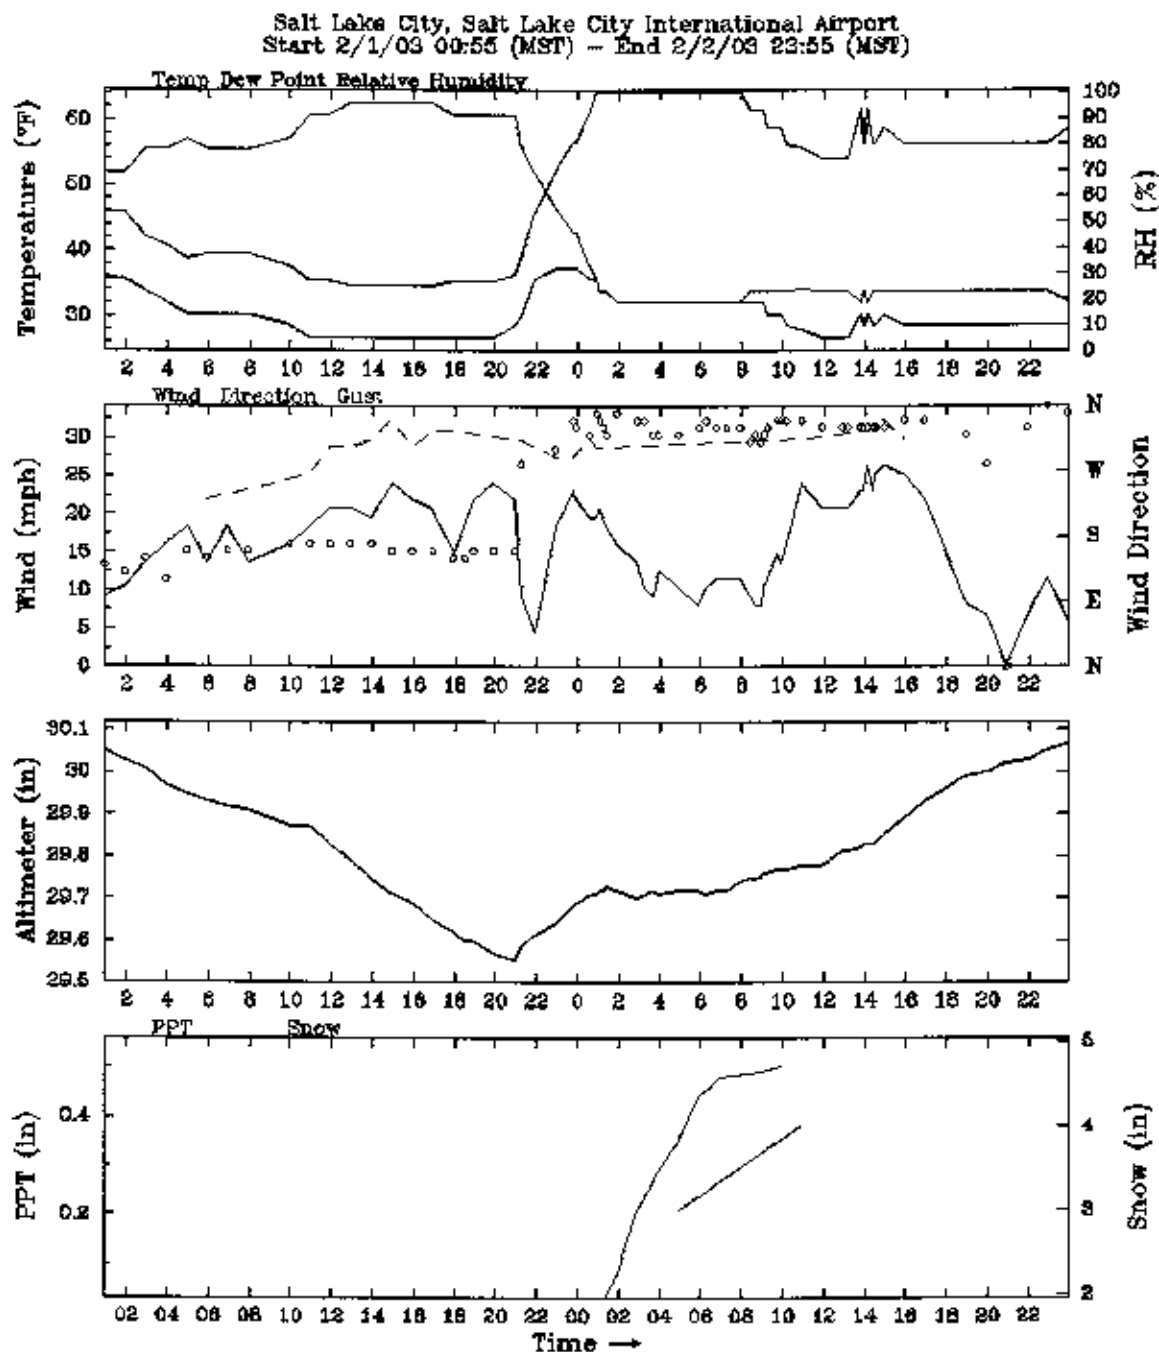 Salt Lake City, Salt Lake City International Airport
Start 2/1/03 00:55 (MST) – End 2/2/03 23:55 (MST)
Temp Dew Point Relative Humidity
Temperature (°F)
60
50
40
30
100
90
80
70
60
50
40
30
20
10
0
RH (%)
2 4 6 8 10 12 14 16 18 20 22 0 2 4 6 8 10 12 14 16 18 20 22
Wind Direction Gust
Wind (mph)
30
25
20
15
10
5
0
N
W
S
E
N
Wind Direction
2 4 6 8 10 12 14 16 18 20 22 0 2 4 6 8 10 12 14 16 18 20 22
Altimeter (in)
30.1
30
29.9
29.8
29.7
29.6
29.5
2 4 6 8 10 12 14 16 18 20 22 0 2 4 6 8 10 12 14 16 18 20 22
PPT Snow
PPT (in)
0.4
0.2
5
4
3
2
Snow (in)
02 04 06 08 10 12 14 16 18 20 22 00 02 04 06 08 10 12 14 16 18 20 22
Time →